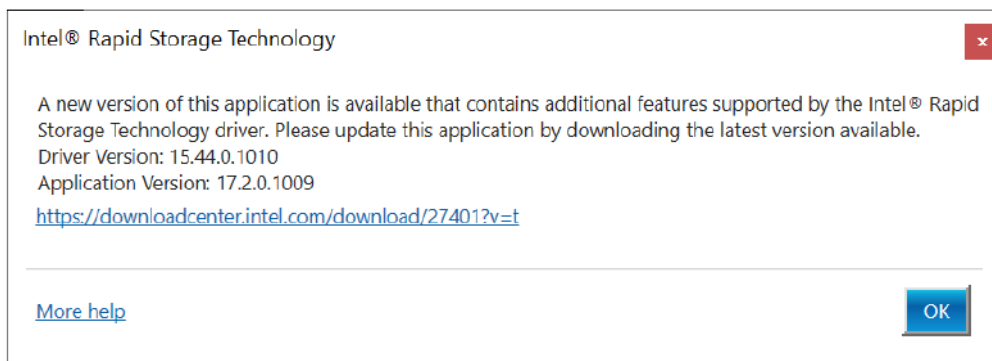 Intel® Rapid Storage Technology
x
A new version of this application is available that contains additional features supported by the Intel® Rapid
Storage Technology driver. Please update this application by downloading the latest version available.
Driver Version: 15.44.0.1010
Application Version: 17.2.0.1009
https://downloadcenter.intel.com/download/27401?v=t
More help
OK